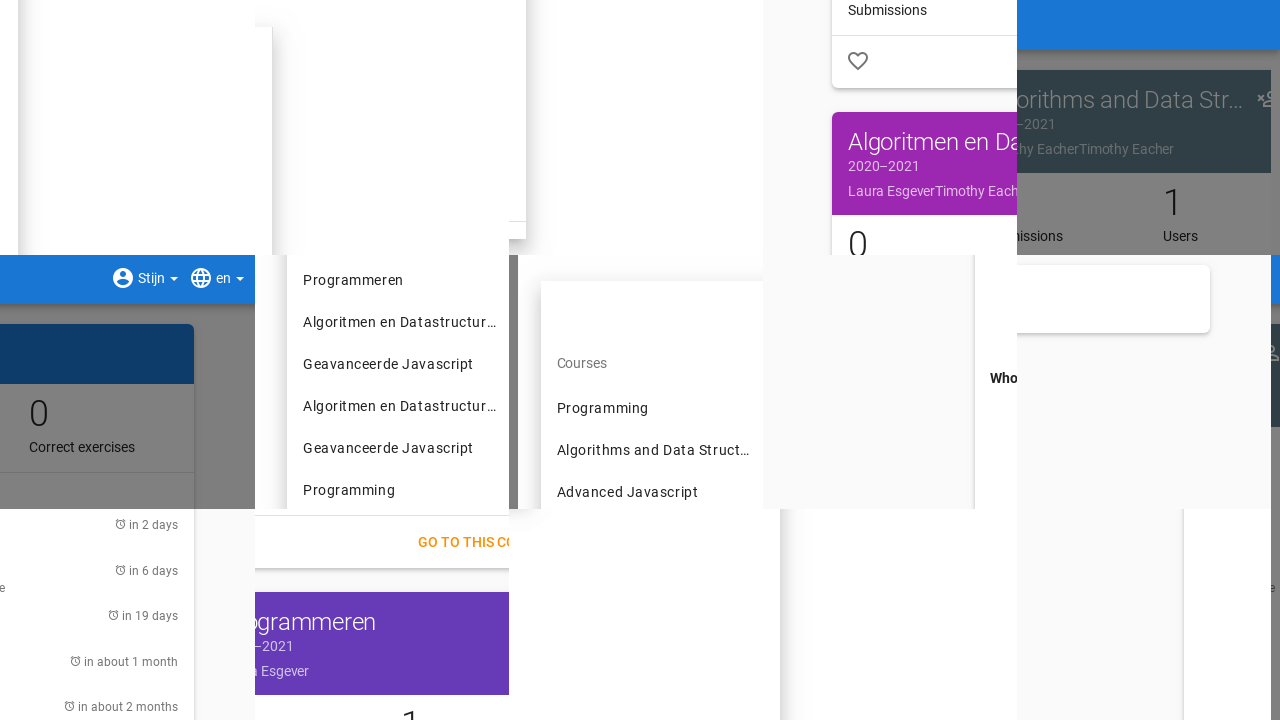 Submissions
Algoritmen en Da
2020–2021
Laura EsgeverTimothy Each
0
orithms and Data Str…
–2021
hy EacherTimothy Eacher
1
nissions
Users
Stijn
en
0
Correct exercises
Programmeren
Algoritmen en Datastructur…
Geavanceerde Javascript
Algoritmen en Datastructur…
Geavanceerde Javascript
Programming
Courses
Programming
Algorithms and Data Struct…
Advanced Javascript
Who
in 2 days
in 6 days
e
in 19 days
in about 1 month
in about 2 months
GO TO THIS CO
ogrammeren
–2021
a Esgever
1
e